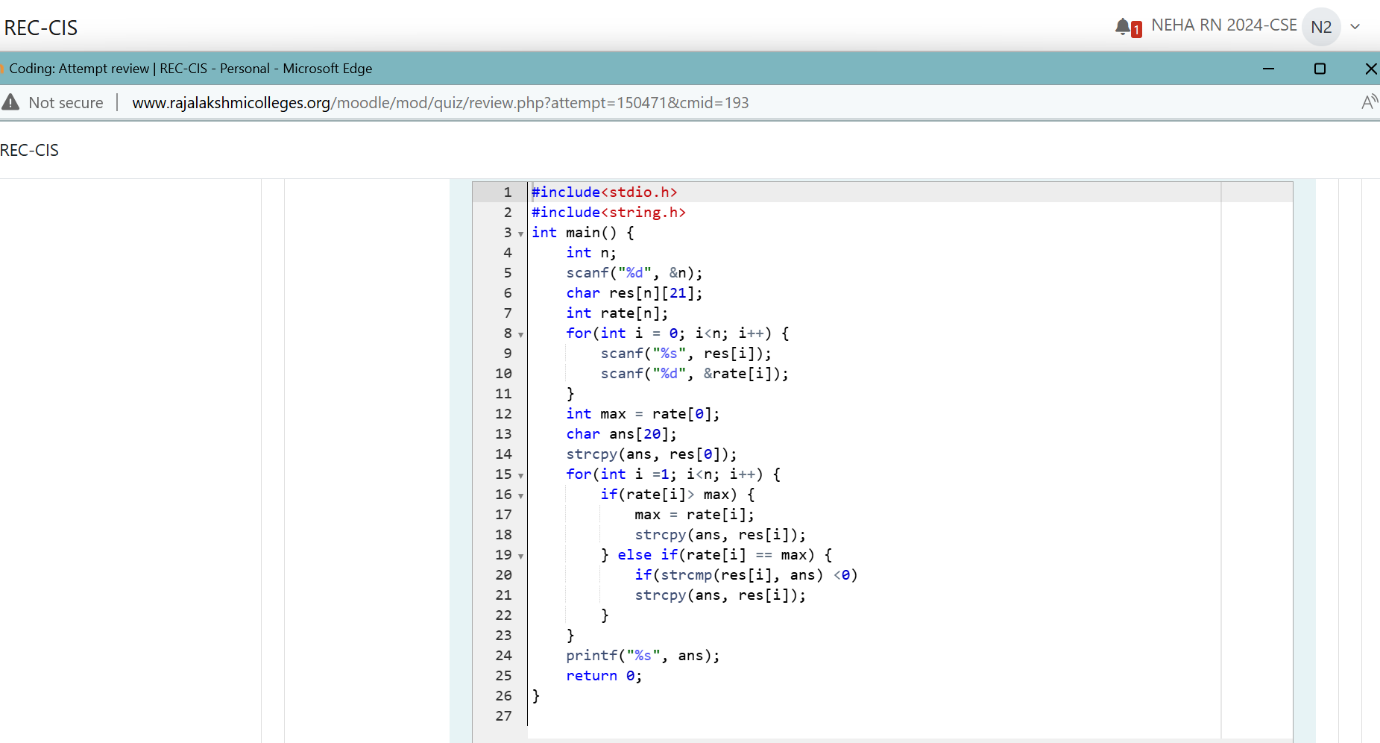 REC-CIS
1 NEHA RN 2024-CSE N2
Coding: Attempt review | REC-CIS - Personal - Microsoft Edge
Not secure | www.rajalakshmicolleges.org/moodle/mod/quiz/review.php?attempt=150471&cmid=193
REC-CIS
1 #include<stdio.h>
2 #include<string.h>
3 int main() {
4     int n;
5     scanf("%d", &n);
6     char res[n][21];
7     int rate[n];
8     for(int i = 0; i<n; i++) {
9         scanf("%s", res[i]);
10         scanf("%d", &rate[i]);
11     }
12     int max = rate[0];
13     char ans[20];
14     strcpy(ans, res[0]);
15     for(int i =1; i<n; i++) {
16         if(rate[i]> max) {
17             max = rate[i];
18             strcpy(ans, res[i]);
19         } else if(rate[i] == max) {
20             if(strcmp(res[i], ans) <0)
21             strcpy(ans, res[i]);
22         }
23     }
24     printf("%s", ans);
25     return 0;
26 }
27